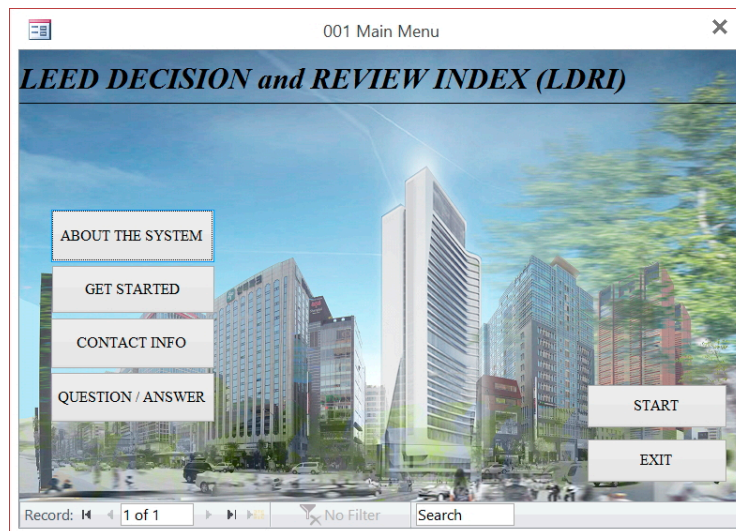 001 Main Menu
LEED DECISION and REVIEW INDEX (LDRI)
ABOUT THE SYSTEM
GET STARTED
CONTACT INFO
QUESTION / ANSWER
START
EXIT
Record: 1 of 1 No Filter Search